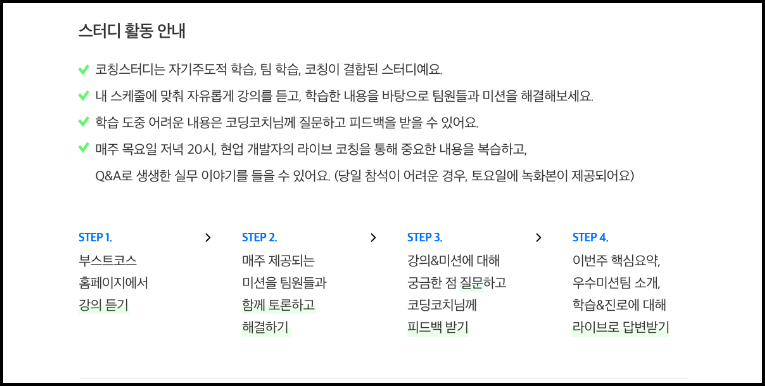 스터디 활동 안내
코칭스터디는 자기주도적 학습, 팀 학습, 코칭이 결합된 스터디예요.
내 스케줄에 맞춰 자유롭게 강의를 듣고, 학습한 내용을 바탕으로 팀원들과 미션을 해결해보세요.
학습 도중 어려운 내용은 코딩코치님께 질문하고 피드백을 받을 수 있어요.
매주 목요일 저녁 20시, 현업 개발자의 라이브 코칭을 통해 중요한 내용을 복습하고,
Q&A로 생생한 실무 이야기를 들을 수 있어요. (당일 참석이 어려운 경우, 토요일에 녹화본이 제공되어요)
STEP 1.
부스트코스
홈페이지에서
강의 듣기
STEP 2.
매주 제공되는
미션을 팀원들과
함께 토론하고
해결하기
STEP 3.
강의&미션에 대해
궁금한 점 질문하고
코딩코치님께
피드백 받기
STEP 4.
이번주 핵심요약,
우수미션팀 소개,
학습&진로에 대해
라이브로 답변받기